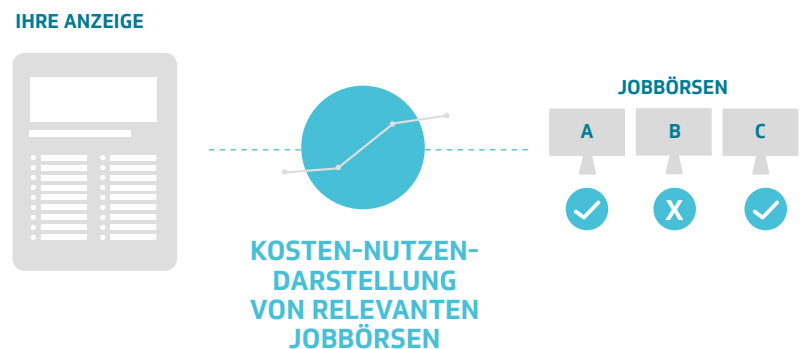 IHRE ANZEIGE
KOSTEN-NUTZEN-
DARSTELLUNG
VON RELEVANTEN
JOBBÖRSEN
JOBBÖRSEN
A B C
X